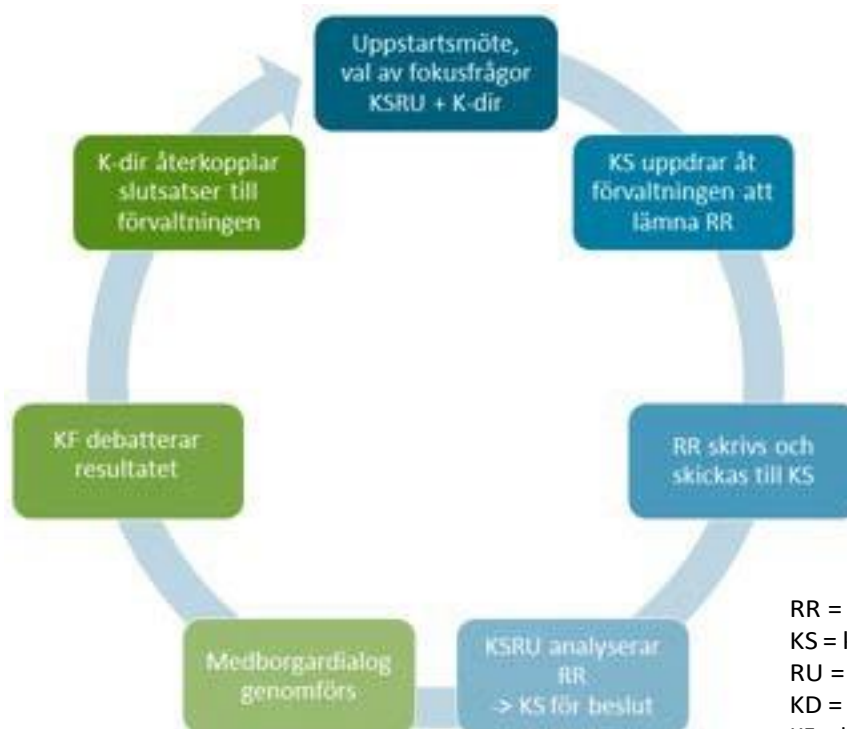 Uppstartsmöte,
val av fokusfrågor
KSRU + K-dir
KS uppdrar åt
förvaltningen att
lämna RR
RR skrivs och
skickas till KS
KSRU analyserar
RR
-> KS för beslut
Medborgardialog
genomförs
KF debatterar
resultatet
K-dir återkopplar
slutsatser till
förvaltningen
RR =
KS =
RU =
KD =